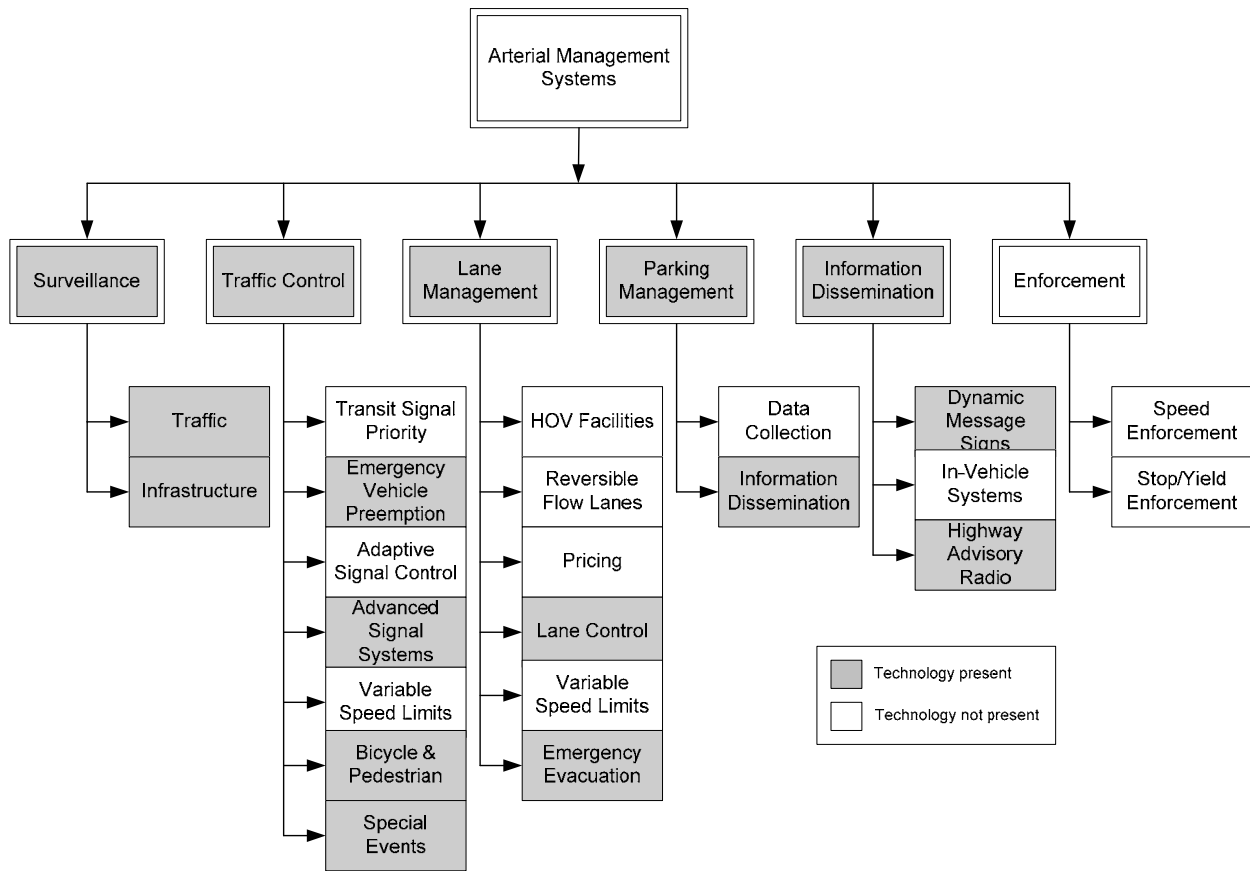 Arterial Management
Systems
Surveillance
Traffic Control
Lane
Management
Parking
Management
Information
Dissemination
Enforcement
Traffic
Infrastructure
Transit Signal
Priority
Emergency
Vehicle
Preemption
Adaptive
Signal Control
Advanced
Signal
Systems
Variable
Speed Limits
Bicycle &
Pedestrian
Special
Events
HOV Facilities
Reversible
Flow Lanes
Pricing
Lane Control
Variable
Speed Limits
Emergency
Evacuation
Data
Collection
Information
Dissemination
Dynamic
Message
Signs
In-Vehicle
Systems
Highway
Advisory
Radio
Speed
Enforcement
Stop/Yield
Enforcement
Technology present
Technology not present